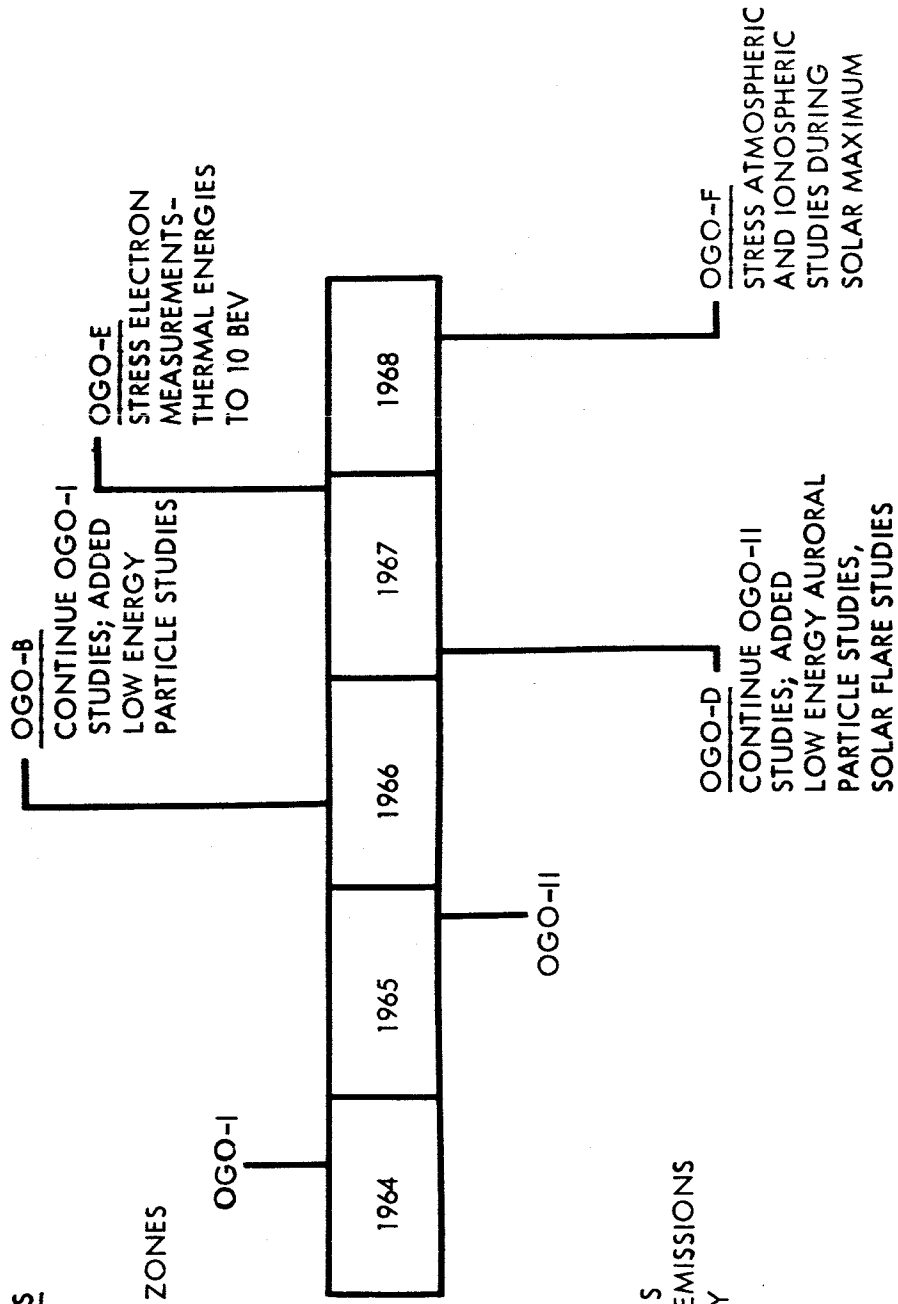 S
ZONES
OGO-I
OGO-B
CONTINUE OGO-I
STUDIES; ADDED
LOW ENERGY
PARTICLE STUDIES
OGO-E
STRESS ELECTRON
MEASUREMENTS-
THERMAL ENERGIES
TO 10 BEV
1964
1965
1966
1967
1968
S
EMISSIONS
Y
OGO-II
OGO-D
CONTINUE OGO-II
STUDIES; ADDED
LOW ENERGY AURORAL
PARTICLE STUDIES,
SOLAR FLARE STUDIES
OGO-F
STRESS ATMOSPHERIC
AND IONOSPHERIC
STUDIES DURING
SOLAR MAXIMUM